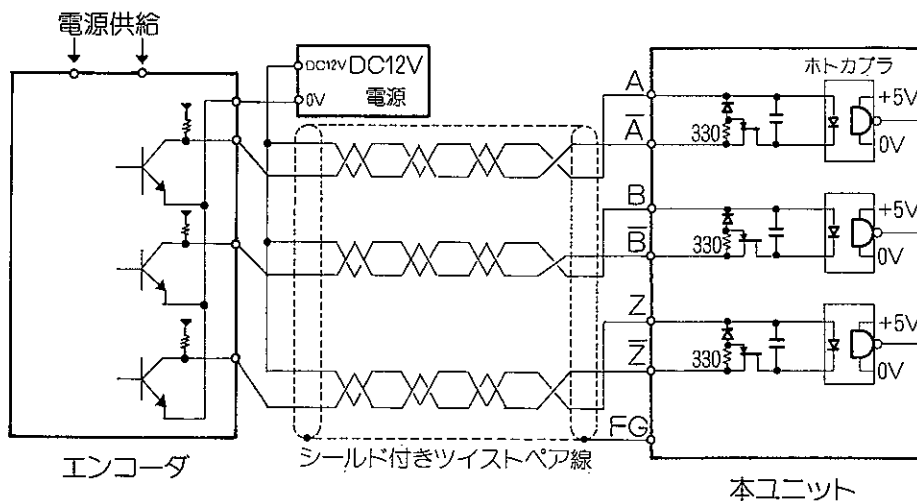 電源供給
DC12V DC12V
0V 電源
ホトカプラ
A
+5V
A̅
330
0V
B
+5V
B̅
330
0V
Z
+5V
Z̅
330
0V
FG
エンコーダ
シールド付きツイストペア線
本ユニット